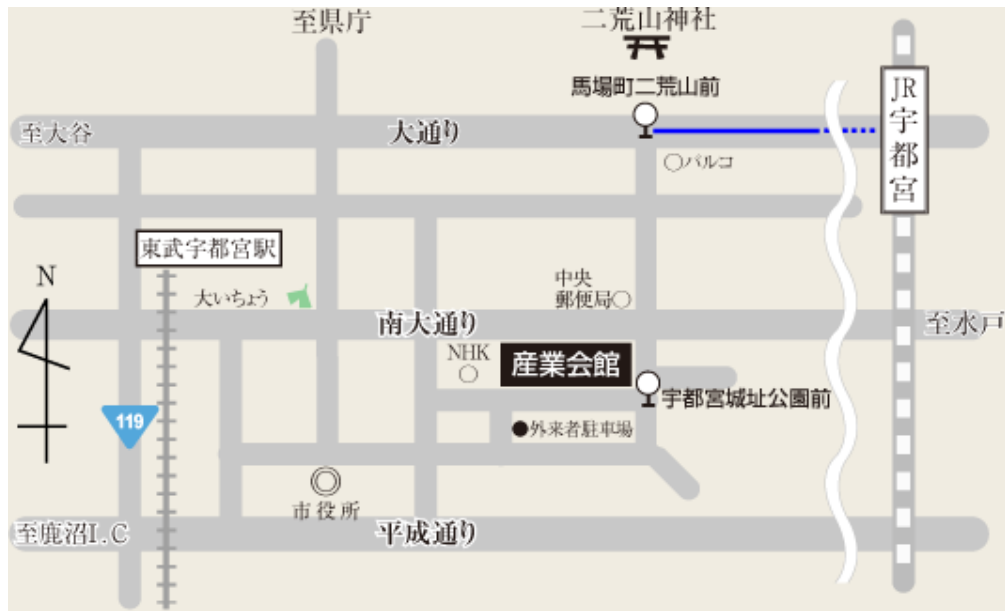 至県庁
二荒山神社
馬場町二荒山前
JR宇都宮
至大谷
大通り
○パルコ
東武宇都宮駅
N
大いちょう
中央
郵便局○
南大通り
至水戸
NHK
産業会館
宇都宮城址公園前
119
●外来者駐車場
市役所
至鹿沼I.C
平成通り